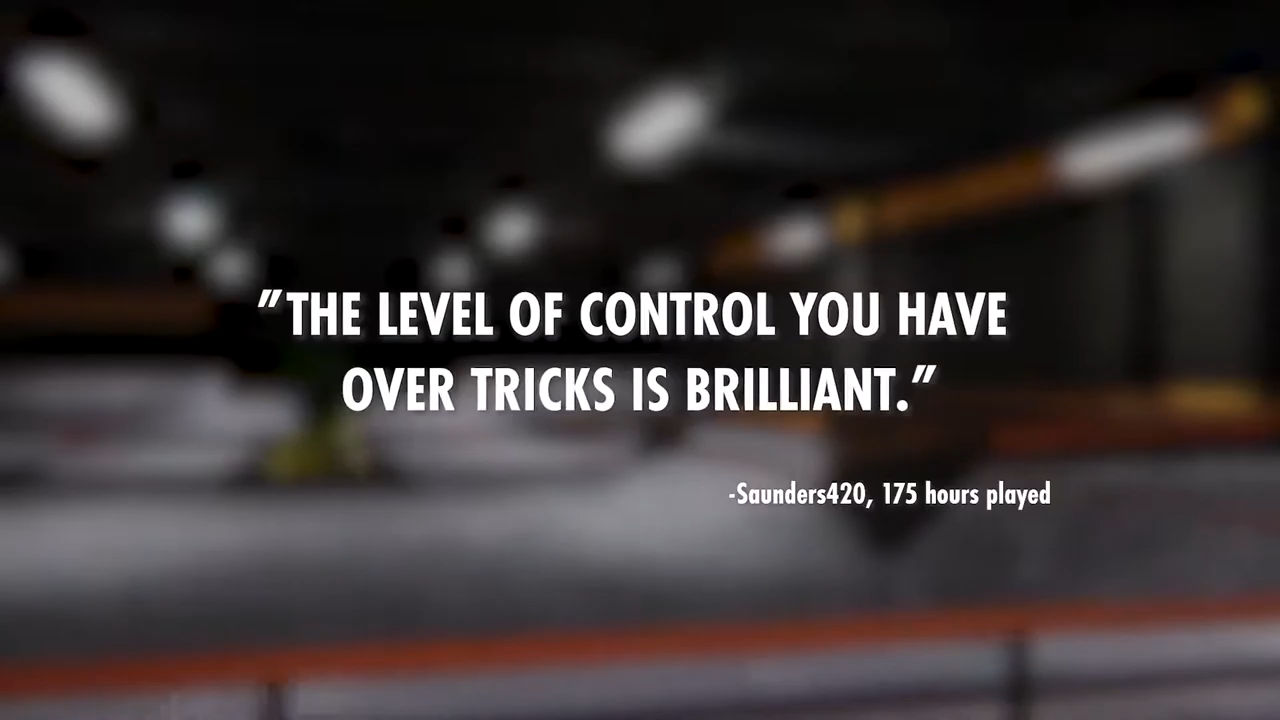 "THE LEVEL OF CONTROL YOU HAVE
OVER TRICKS IS BRILLIANT."
-Saunders420, 175 hours played